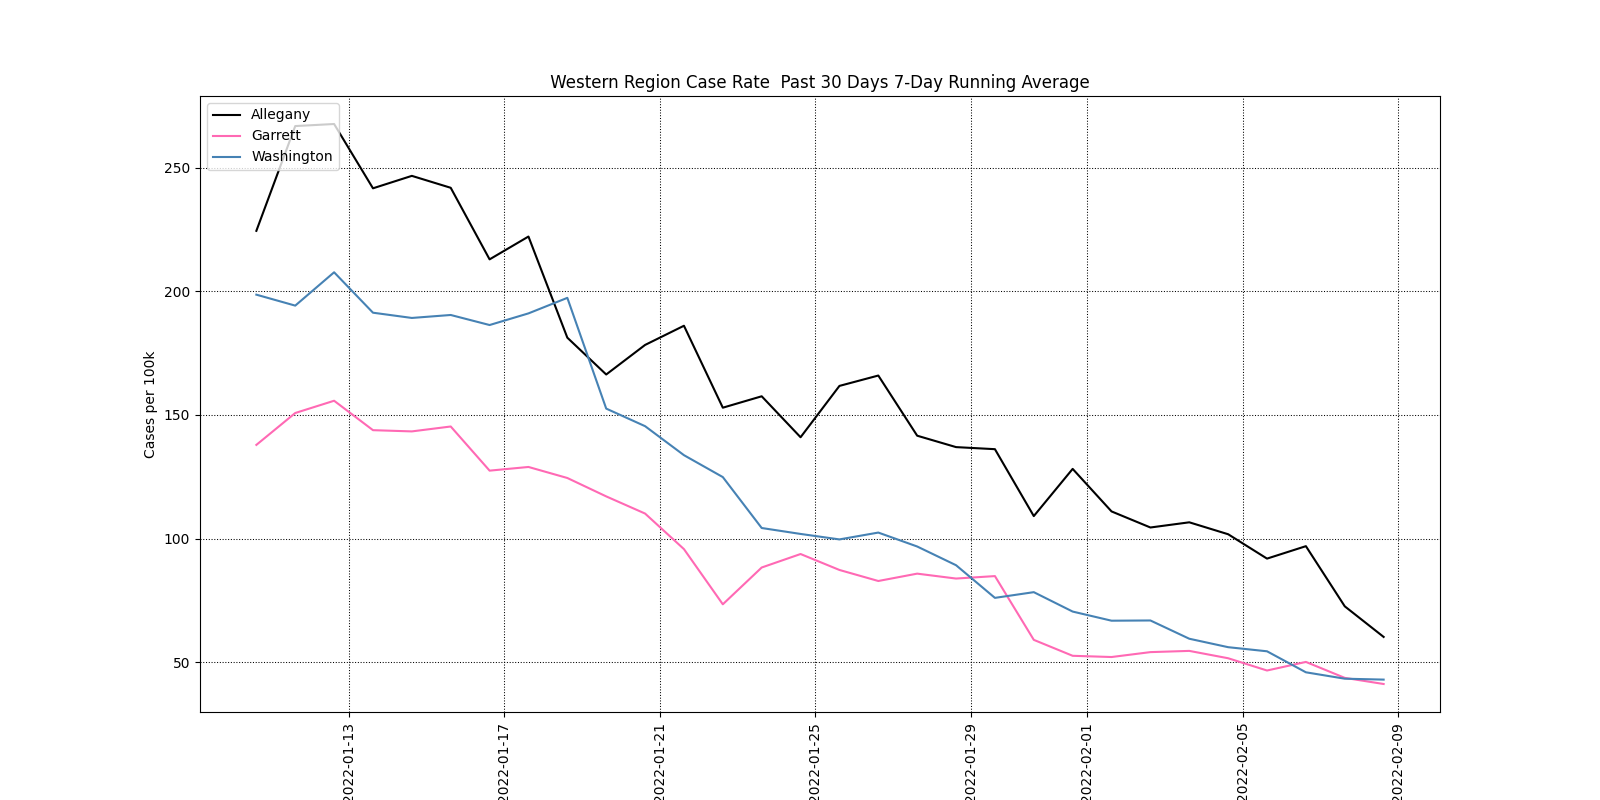 Western Region Case Rate  Past 30 Days 7-Day Running Average
Allegany
Garrett
Washington
Cases per 100k
250
200
150
100
50
2022-01-13
2022-01-17
2022-01-21
2022-01-25
2022-01-29
2022-02-01
2022-02-05
2022-02-09